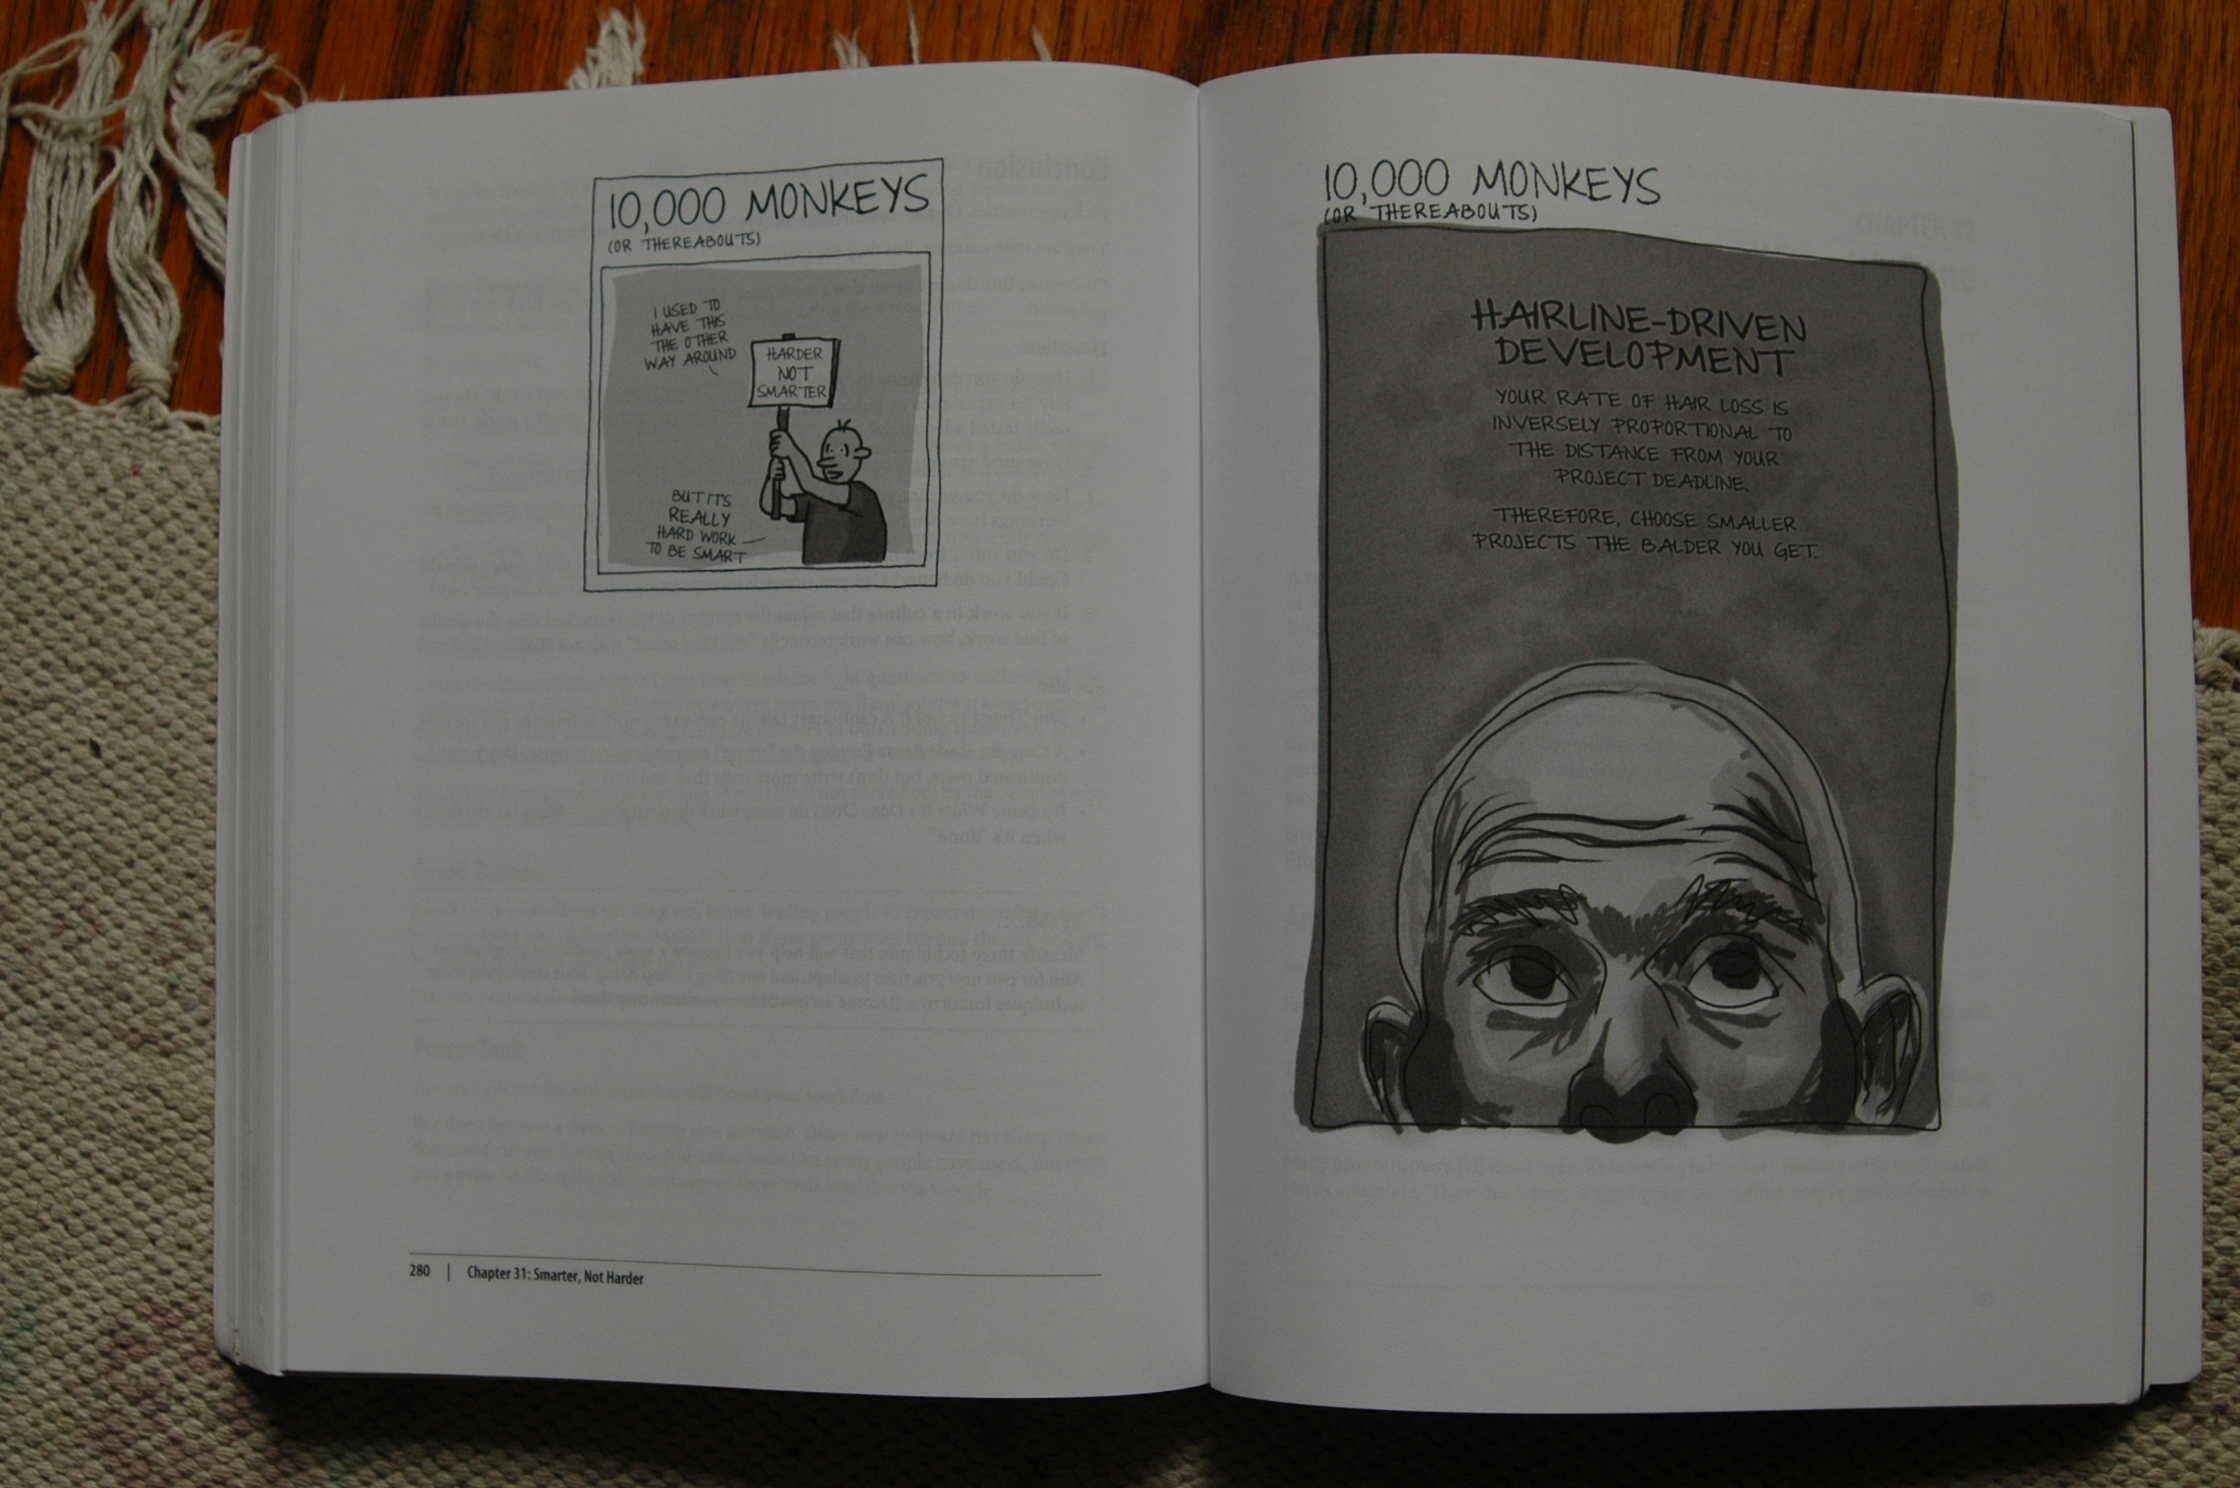 10,000 MONKEYS
(OR THEREABOUTS)
I USED TO
HAVE THIS
THE OTHER
WAY AROUND
HARDER
NOT
SMARTER
BUT IT'S
REALLY
HARD WORK
TO BE SMART
280 | Chapter 31: Smarter, Not Harder
10,000 MONKEYS
(OR THEREABOUTS)
HAIRLINE-DRIVEN
DEVELOPMENT
YOUR RATE OF HAIR LOSS IS
INVERSELY PROPORTIONAL TO
THE DISTANCE FROM YOUR
PROJECT DEADLINE.
THEREFORE, CHOOSE SMALLER
PROJECTS THE BALDER YOU GET.